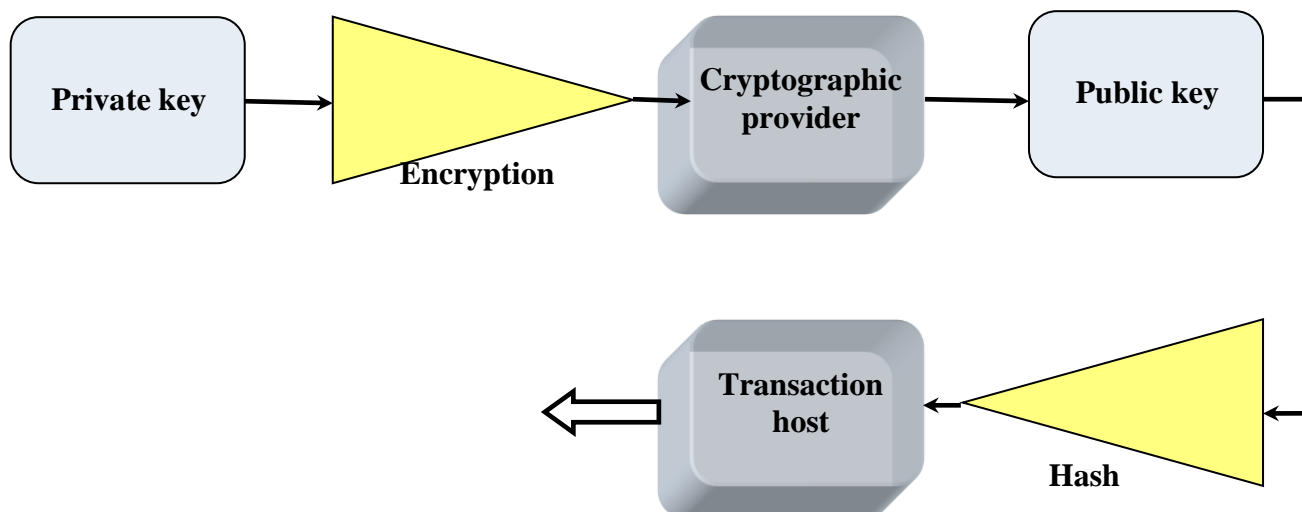 Private key
Encryption
Cryptographic
provider
Public key
Transaction
host
Hash